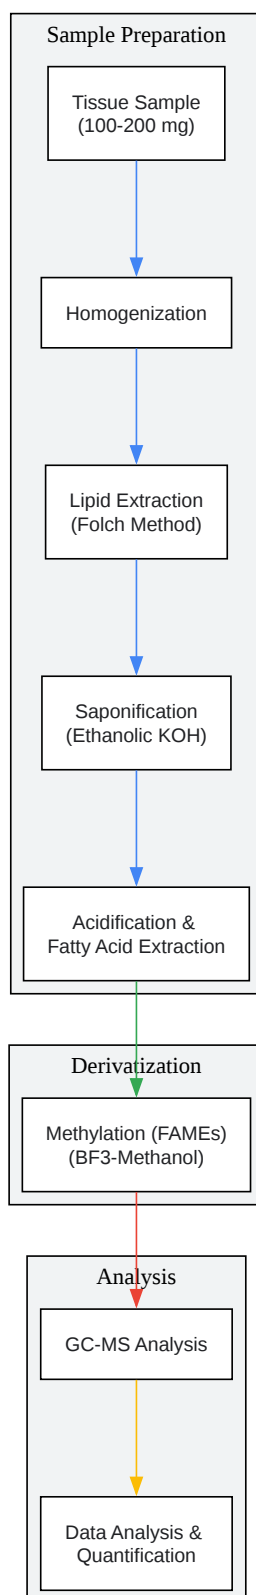 Sample Preparation
Tissue Sample
(100-200 mg)
Homogenization
Lipid Extraction
(Folch Method)
Saponification
(Ethanolic KOH)
Acidification &
Fatty Acid Extraction
Derivatization
Methylation (FAMEs)
(BF3-Methanol)
Analysis
GC-MS Analysis
Data Analysis &
Quantification